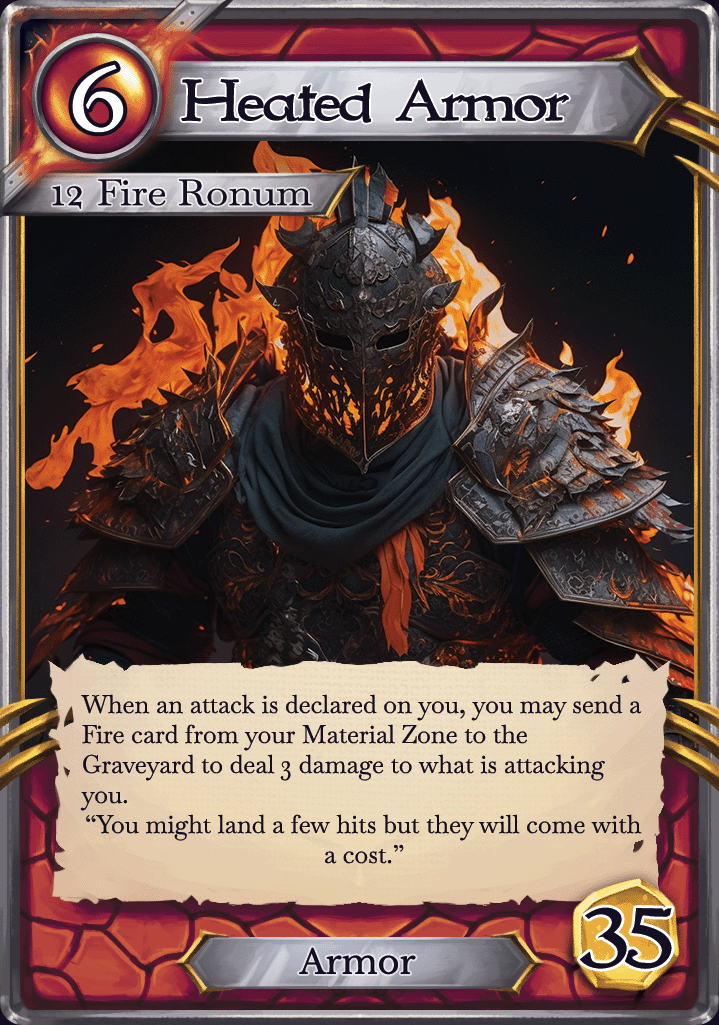 6
Heated Armor
12 Fire Ronum
When an attack is declared on you, you may send a
Fire card from your Material Zone to the
Graveyard to deal 3 damage to what is attacking
you.
“You might land a few hits but they will come with
a cost.”
35
Armor